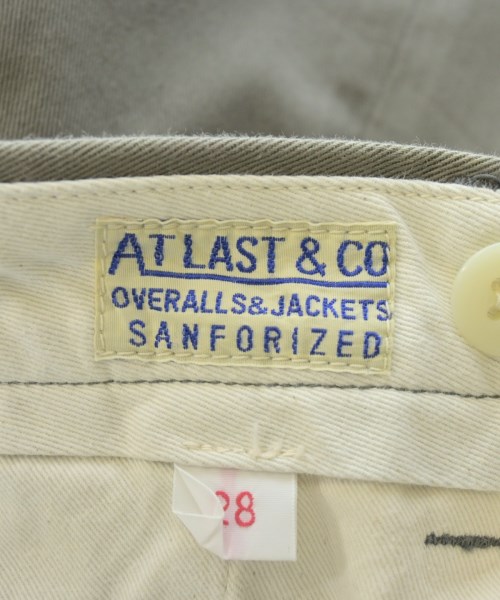 AT LAST & CO
OVERALLS&JACKETS
SANFORIZED
28